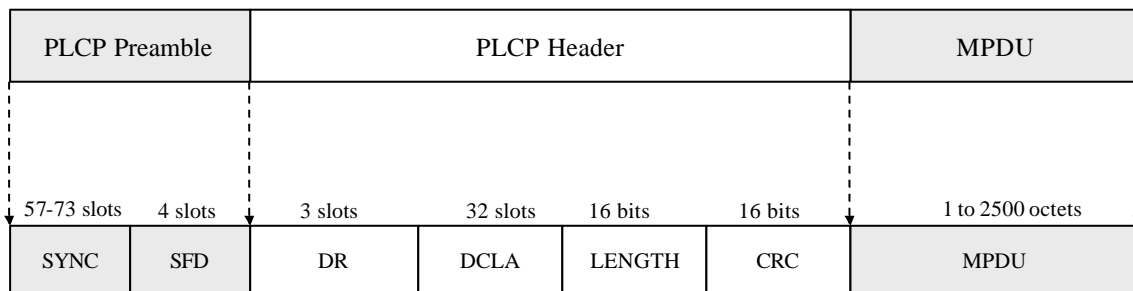 PLCP Preamble PLCP Header MPDU
57-73 slots 4 slots 3 slots 32 slots 16 bits 16 bits 1 to 2500 octets
SYNC SFD DR DCLA LENGTH CRC MPDU